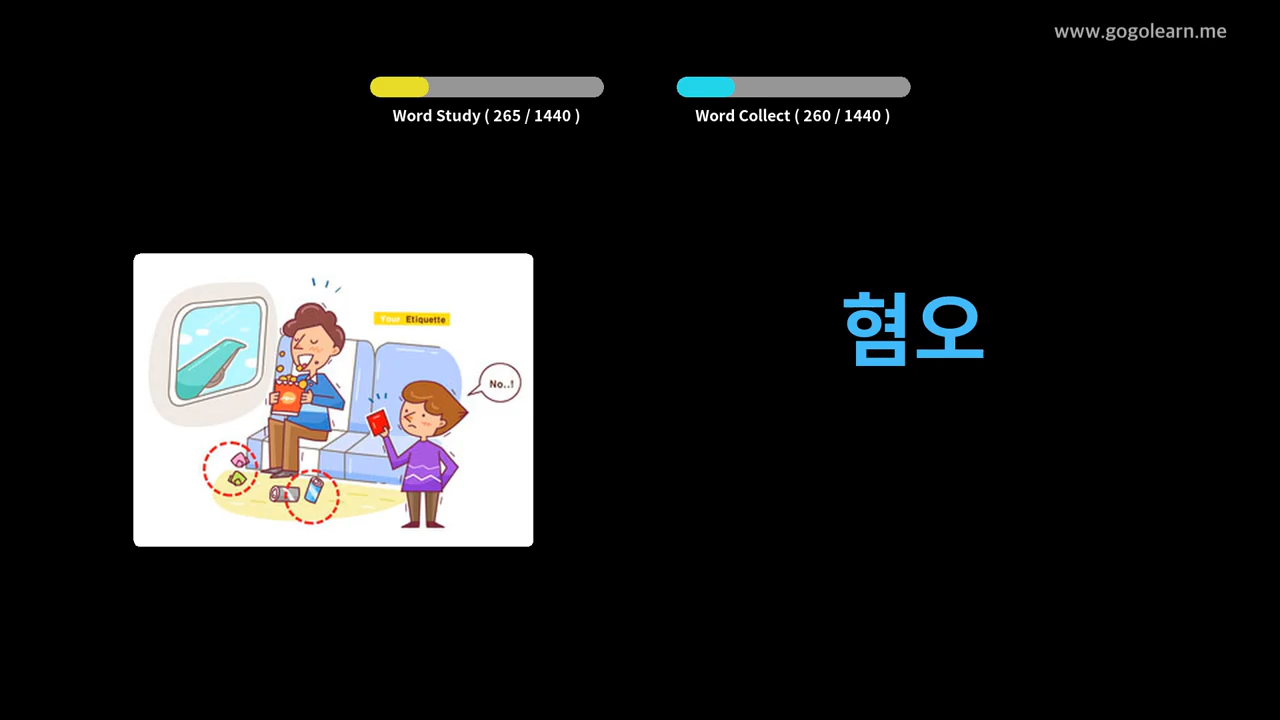 www.gogolearn.me
Word Study ( 265 / 1440 )
Word Collect ( 260 / 1440 )
Your Etiquette
No..!
혐오